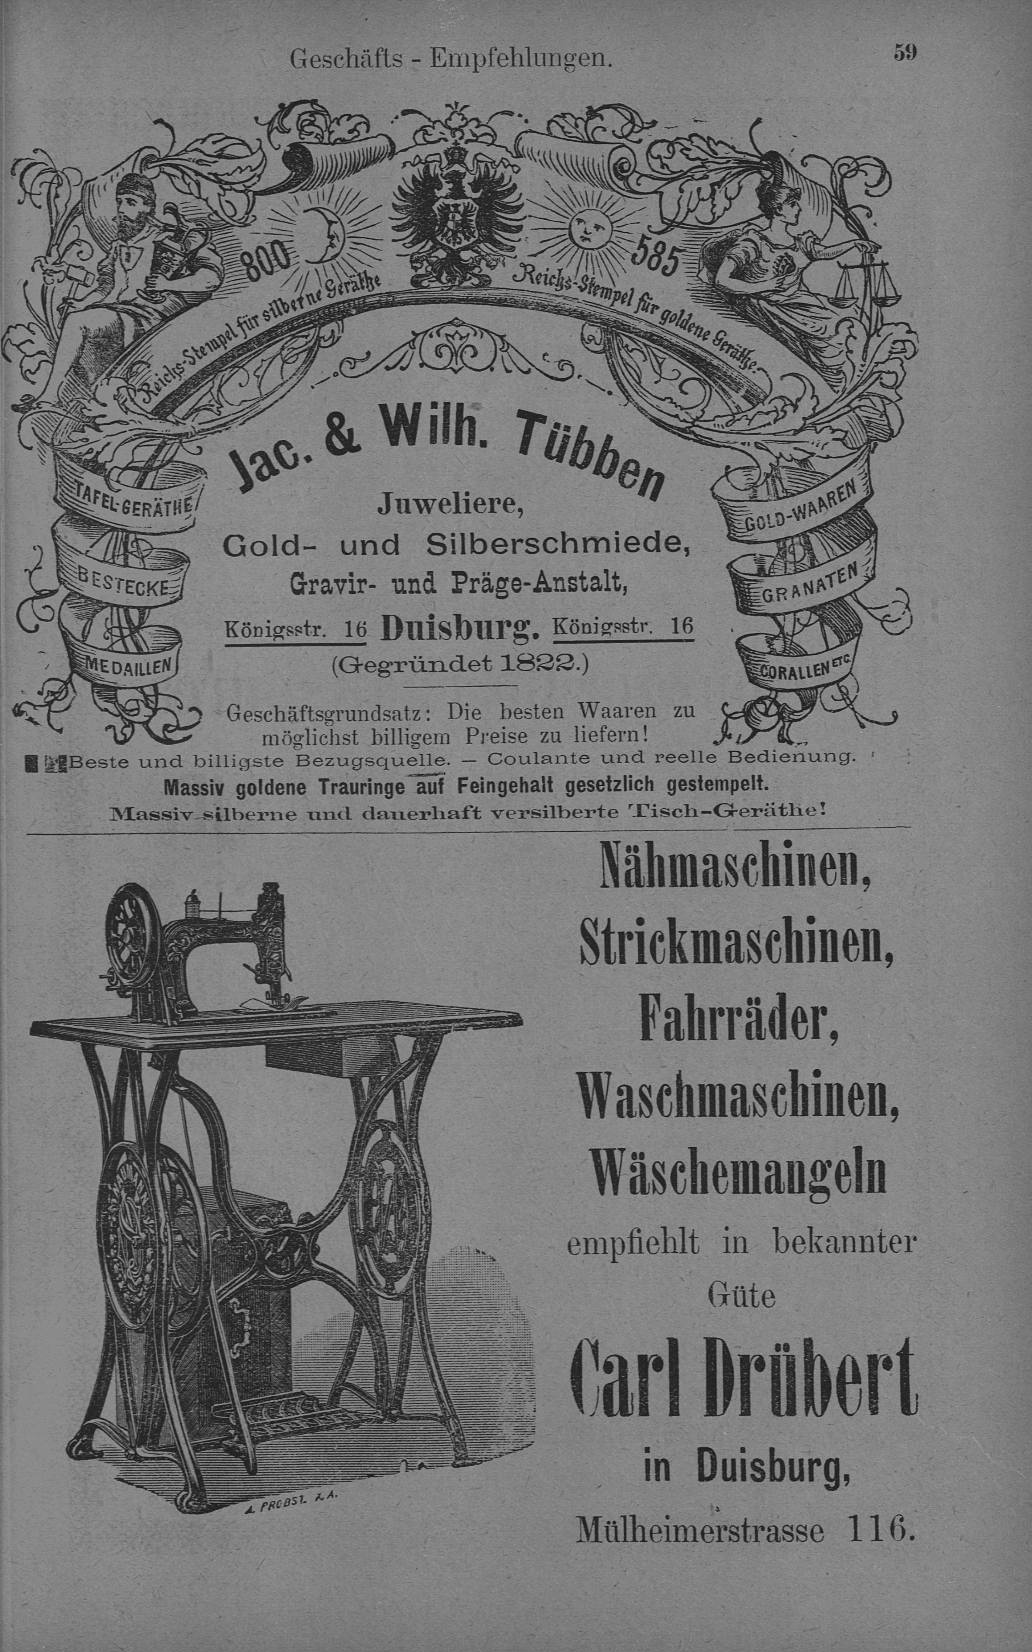 Geschäfts - Empfehlungen.
59
800
585
Reichs-Stempel für silberne Geräthe
Reichs-Stempel für goldene Geräthe.
Jac. & Wilh. Tübben
Juweliere,
Gold- und Silberschmiede,
Gravir- und Präge-Anstalt,
Königsstr. 16 Duisburg. Königsstr. 16
(Gegründet 1822.)
TAFEL-GERÄTHE
BESTECKE
MEDAILLEN
GOLD-WAAREN
GRANATEN
CORALLEN ETC.
Geschäftsgrundsatz: Die besten Waaren zu
möglichst billigem Preise zu liefern!
Beste und billigste Bezugsquelle. — Coulante und reelle Bedienung.
Massiv goldene Trauringe auf Feingehalt gesetzlich gestempelt.
Massiv silberne und dauerhaft versilberte Tisch-Geräthe!
Nähmaschinen,
Strickmaschinen,
Fahrräder,
Waschmaschinen,
Wäschemangeln
empfiehlt in bekannter
Güte
Carl Drübert
in Duisburg,
Mülheimerstrasse 116.
A. PROBST. X.A.